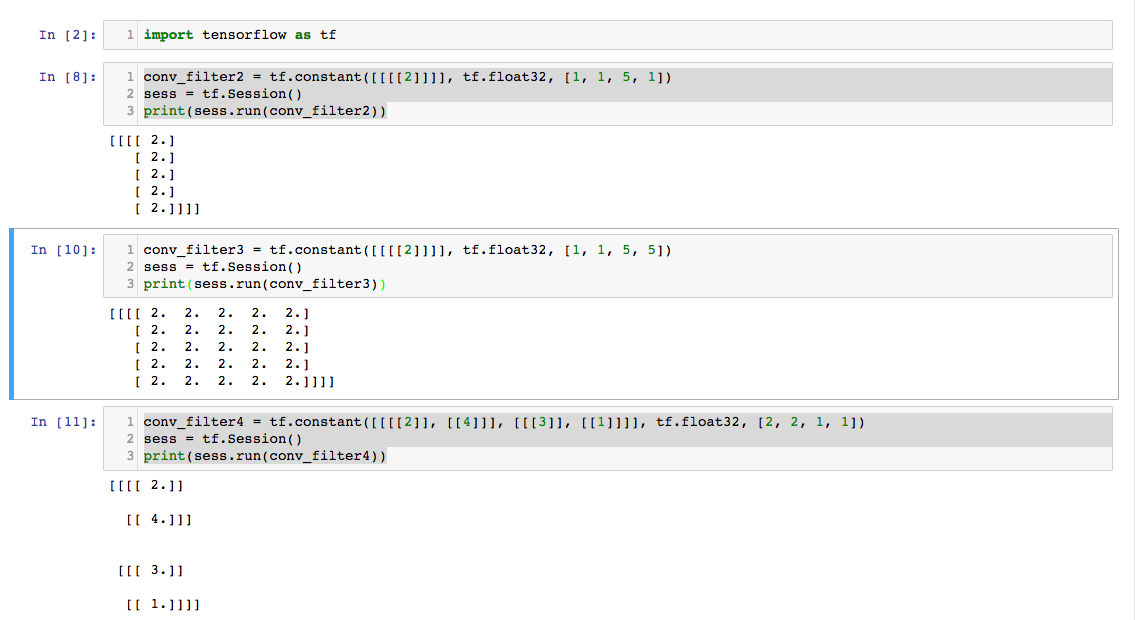 In [2]: 1 import tensorflow as tf
In [8]: 1 conv_filter2 = tf.constant([[[[2]]]], tf.float32, [1, 1, 5, 1])
2 sess = tf.Session()
3 print(sess.run(conv_filter2))
[[[[ 2.]
[ 2.]
[ 2.]
[ 2.]
[ 2.]]]]
In [10]: 1 conv_filter3 = tf.constant([[[[2]]]], tf.float32, [1, 1, 5, 5])
2 sess = tf.Session()
3 print(sess.run(conv_filter3))
[[[[ 2. 2. 2. 2. 2.]
[ 2. 2. 2. 2. 2.]
[ 2. 2. 2. 2. 2.]
[ 2. 2. 2. 2. 2.]
[ 2. 2. 2. 2. 2.]]]]
In [11]: 1 conv_filter4 = tf.constant([[[[2]], [[4]]], [[[3]], [[1]]]], tf.float32, [2, 2, 1, 1])
2 sess = tf.Session()
3 print(sess.run(conv_filter4))
[[[[ 2.]]
[[ 4.]]]
[[[ 3.]]
[[ 1.]]]]